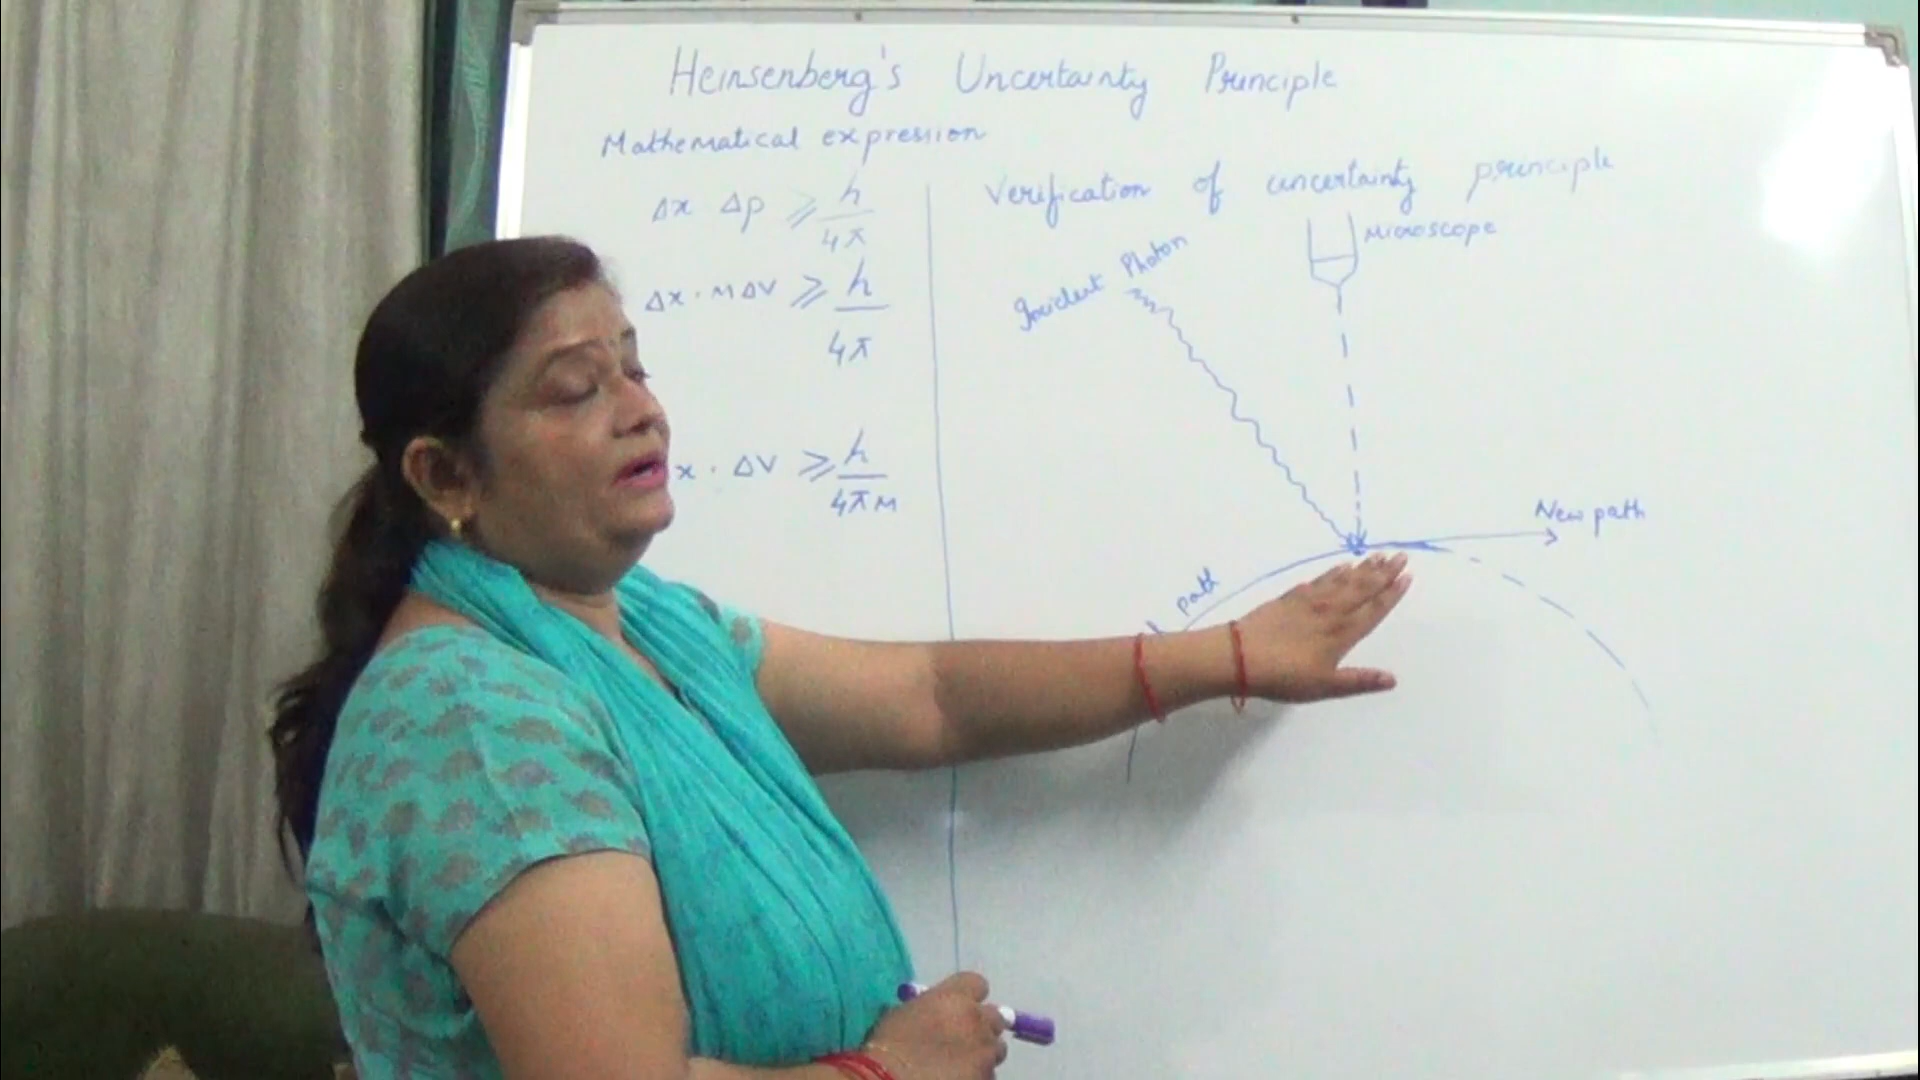 Heinsenberg's Uncertainty Principle
Mathematical expression
Δx Δp ⩾ h/4π
Δx · MΔV ⩾ h/4π
x · ΔV ⩾ h/4πM
Verification of uncertainty principle
Microscope
Incident Photon
New path
path